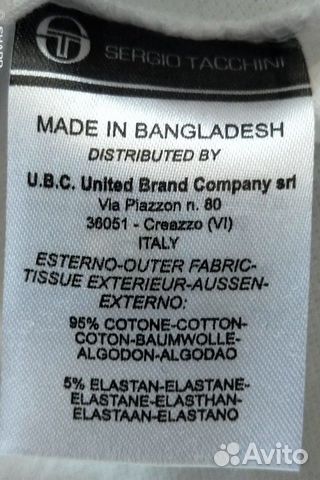 SERGIO TACCHINI
MADE IN BANGLADESH
DISTRIBUTED BY
U.B.C. United Brand Company srl
Via Piazzon n. 80
36051 - Creazzo (VI)
ITALY
ESTERNO-OUTER FABRIC-
TISSUE EXTERIEUR-AUSSEN-
EXTERNO:
95% COTONE-COTTON-
COTON-BAUMWOLLE-
ALGODON-ALGODAO
5% ELASTAN-ELASTANE-
ELASTANE-ELASTHAN-
ELASTAAN-ELASTANO
Avito